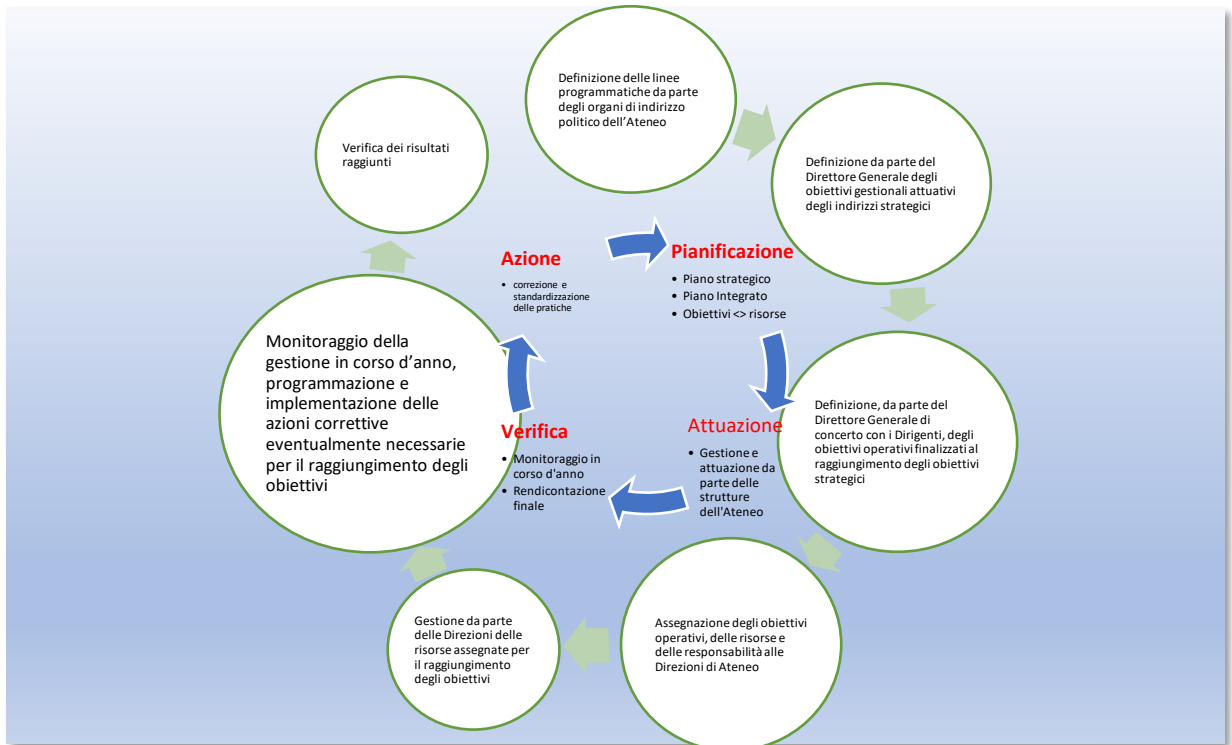 Definizione delle linee
programmatiche da parte
degli organi di indirizzo
politico dell'Ateneo
Definizione da parte del
Direttore Generale degli
obiettivi gestionali attuativi
degli indirizzi strategici
Definizione, da parte del
Direttore Generale di
concerto con i Dirigenti, degli
obiettivi operativi finalizzati al
raggiungimento degli obiettivi
strategici
Assegnazione degli obiettivi
operativi, delle risorse e
delle responsabilità alle
Direzioni di Ateneo
Gestione da parte
delle Direzioni delle
risorse assegnate per
il raggiungimento
degli obiettivi
Monitoraggio della
gestione in corso d'anno,
programmazione e
implementazione delle
azioni correttive
eventualmente necessarie
per il raggiungimento degli
obiettivi
Verifica dei risultati
raggiunti
Pianificazione
• Piano strategico
• Piano Integrato
• Obiettivi <> risorse
Attuazione
• Gestione e
attuazione da
parte delle
strutture
dell'Ateneo
Verifica
• Monitoraggio in
corso d'anno
• Rendicontazione
finale
Azione
• correzione e
standardizzazione
delle pratiche